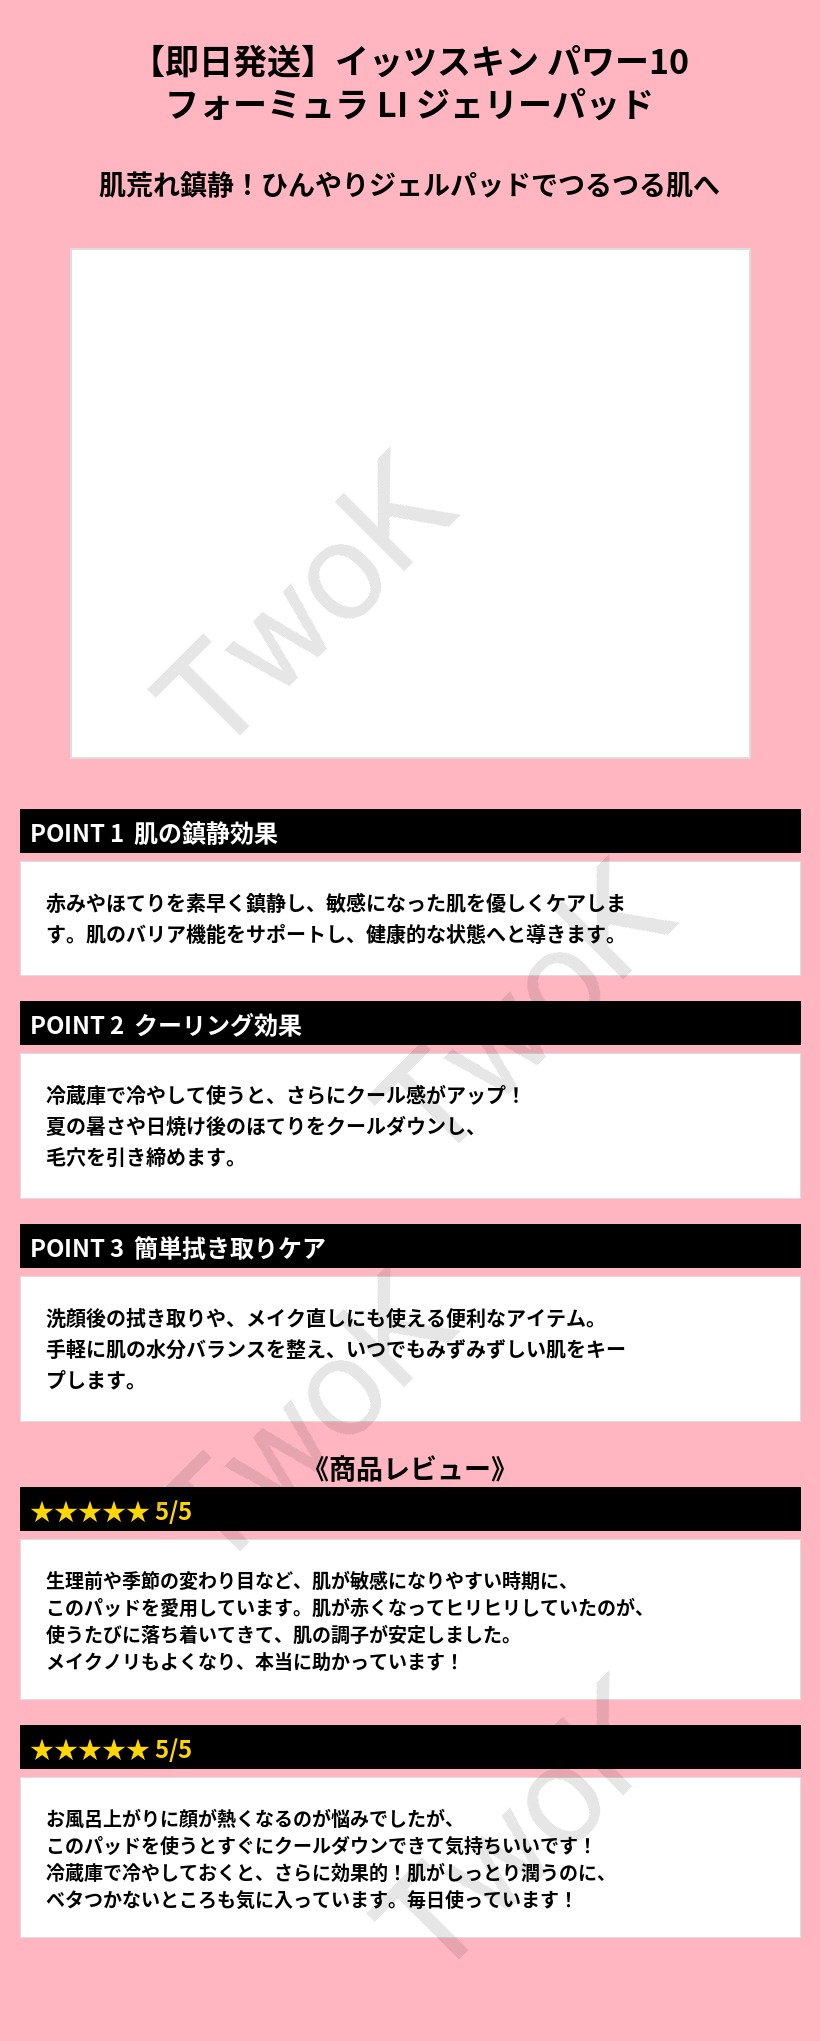 【即日発送】イッツスキン パワー10
フォーミュラ LI ジェリーパッド
肌荒れ鎮静！ひんやりジェルパッドでつるつる肌へ
TwoK
POINT 1 肌の鎮静効果
赤みやほてりを素早く鎮静し、敏感になった肌を優しくケアしま
す。肌のバリア機能をサポートし、健康的な状態へと導きます。
TwoK
POINT 2 クーリング効果
冷蔵庫で冷やして使うと、さらにクール感がアップ！
夏の暑さや日焼け後のほてりをクールダウンし、
毛穴を引き締めます。
POINT 3 簡単拭き取りケア
洗顔後の拭き取りや、メイク直しにも使える便利なアイテム。
手軽に肌の水分バランスを整え、いつでもみずみずしい肌をキー
プします。
TwoK
《商品レビュー》
★★★★★ 5/5
生理前や季節の変わり目など、肌が敏感になりやすい時期に、
このパッドを愛用しています。肌が赤くなってヒリヒリしていたのが、
使うたびに落ち着いてきて、肌の調子が安定しました。
メイクノリもよくなり、本当に助かっています！
★★★★★ 5/5
お風呂上がりに顔が熱くなるのが悩みでしたが、
このパッドを使うとすぐにクールダウンできて気持ちいいです！
冷蔵庫で冷やしておくと、さらに効果的！肌がしっとり潤うのに、
ベタつかないところも気に入っています。毎日使っています！
TwoK